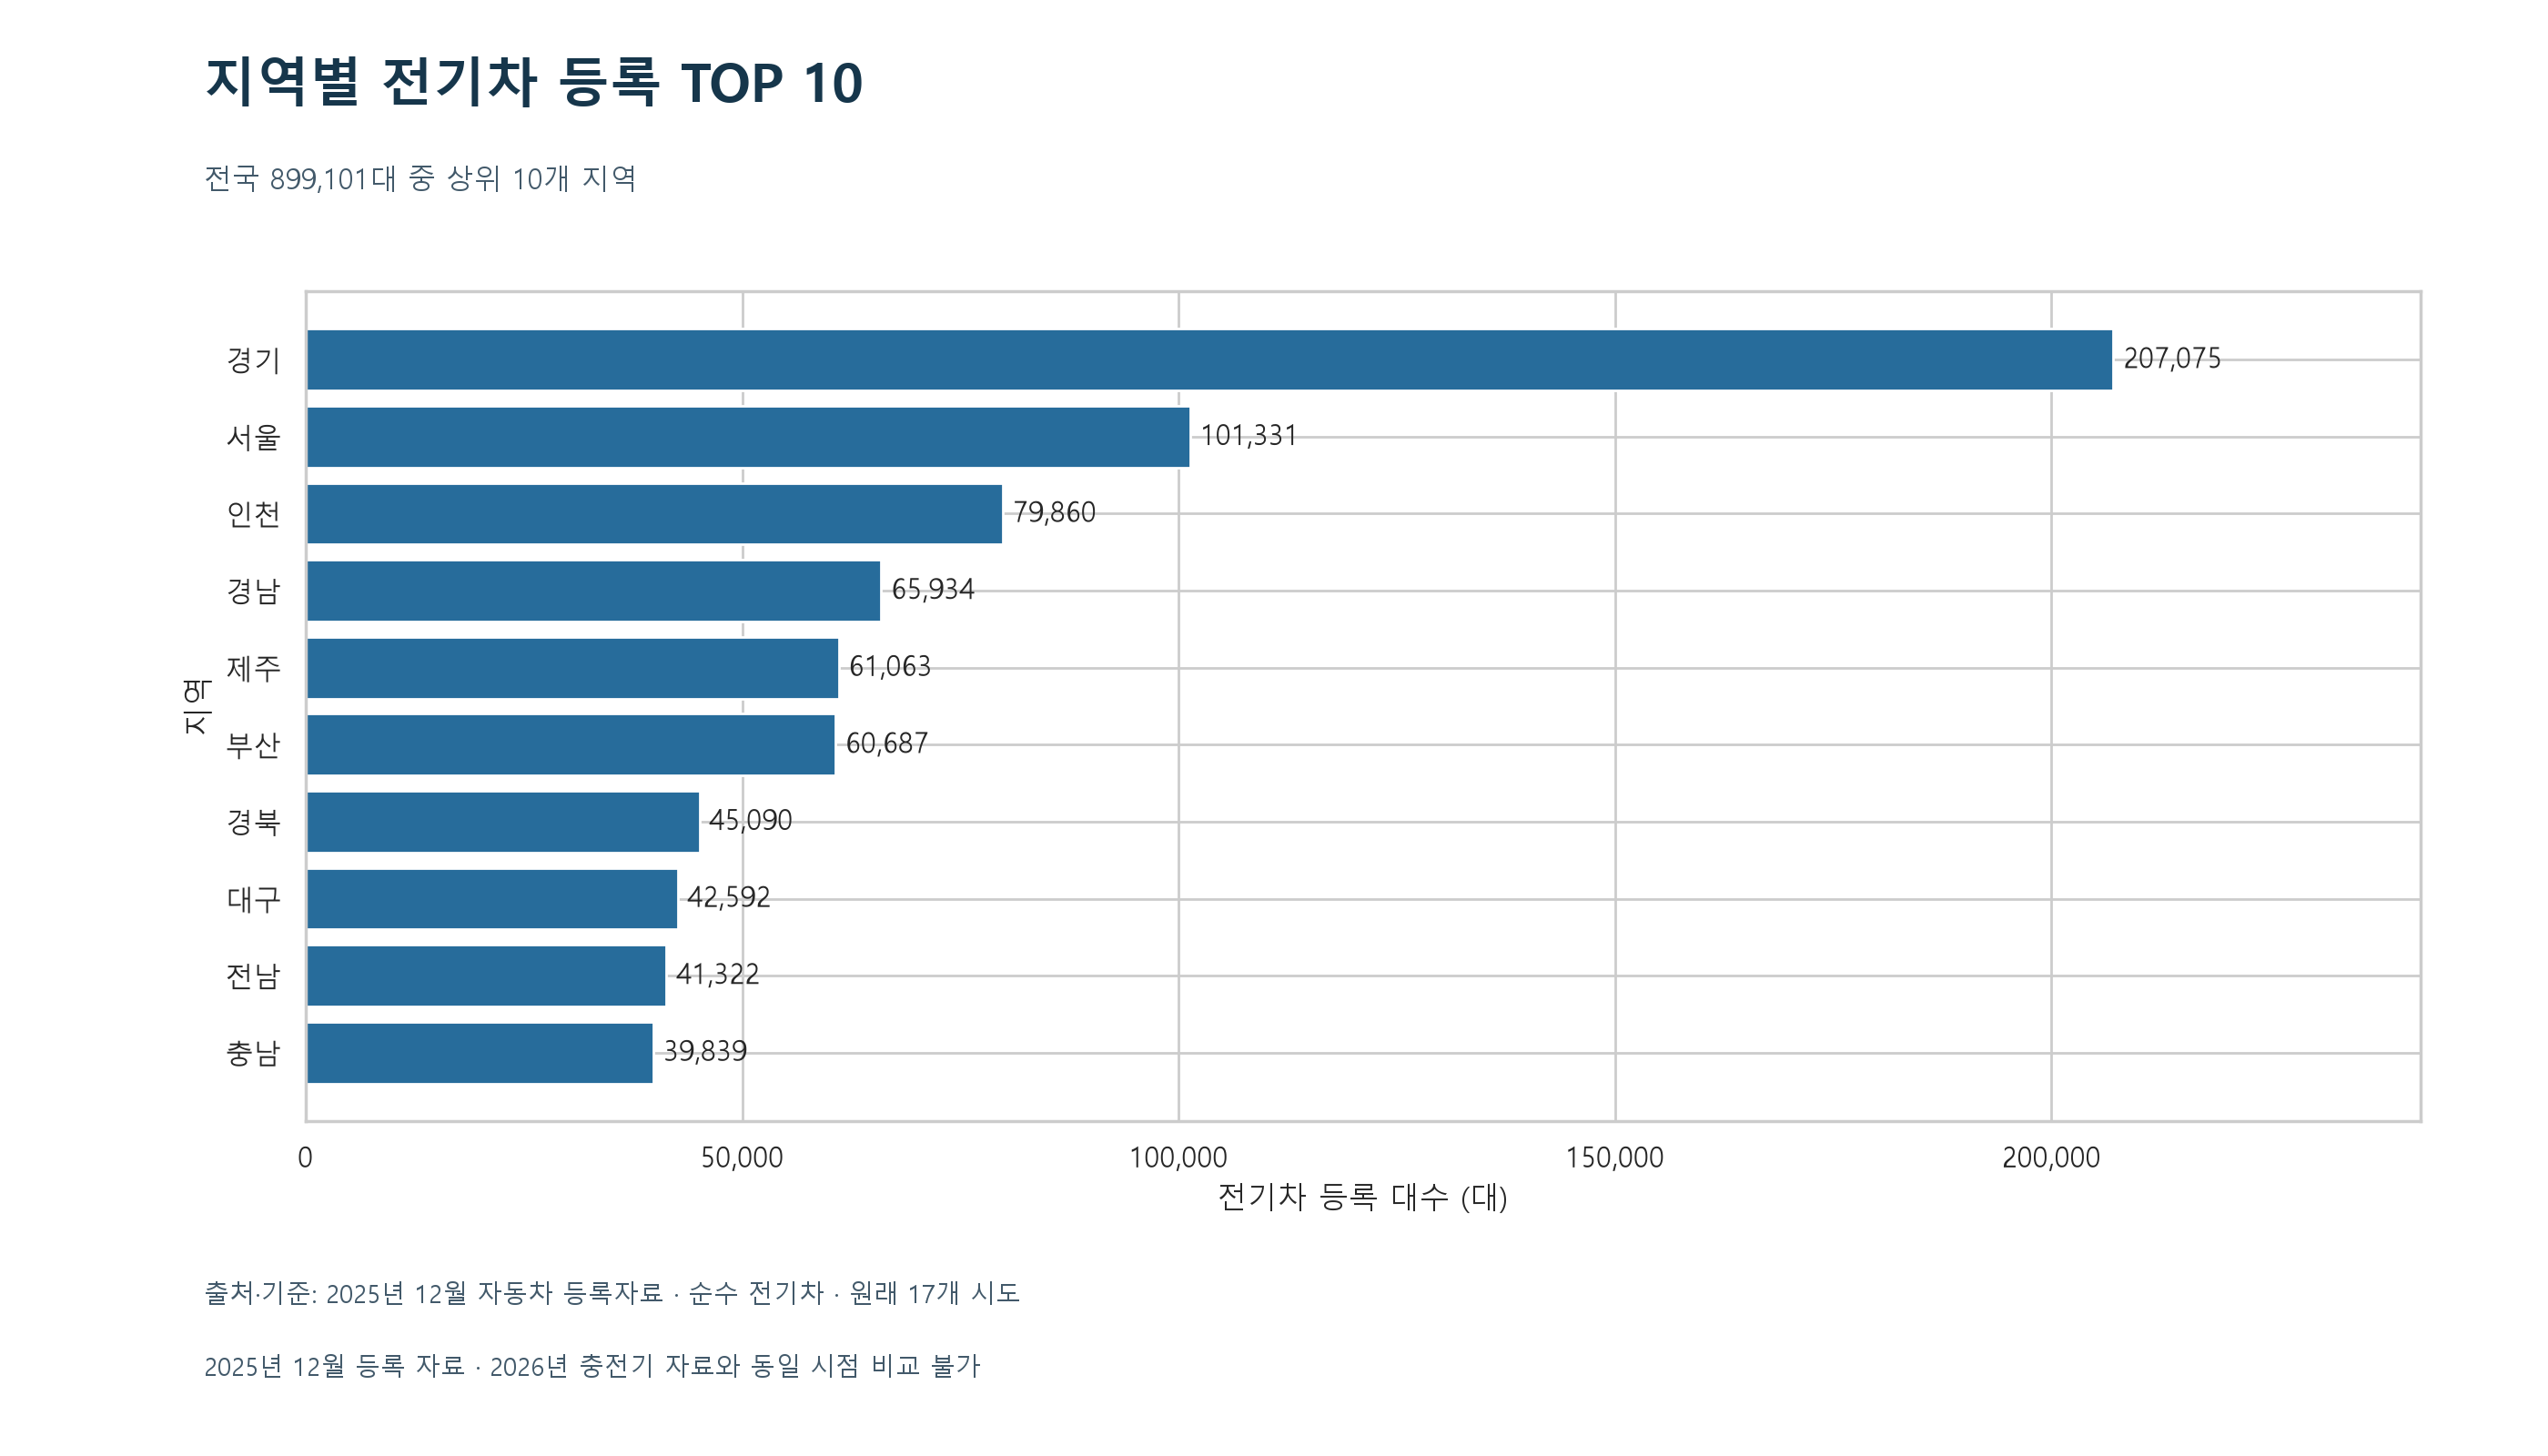 지역별 전기차 등록 TOP 10
전국 899,101대 중 상위 10개 지역
지역
경기 207,075
서울 101,331
인천 79,860
경남 65,934
제주 61,063
부산 60,687
경북 45,090
대구 42,592
전남 41,322
충남 39,839
0 50,000 100,000 150,000 200,000
전기차 등록 대수 (대)
출처·기준: 2025년 12월 자동차 등록자료 · 순수 전기차 · 원래 17개 시도
2025년 12월 등록 자료 · 2026년 충전기 자료와 동일 시점 비교 불가